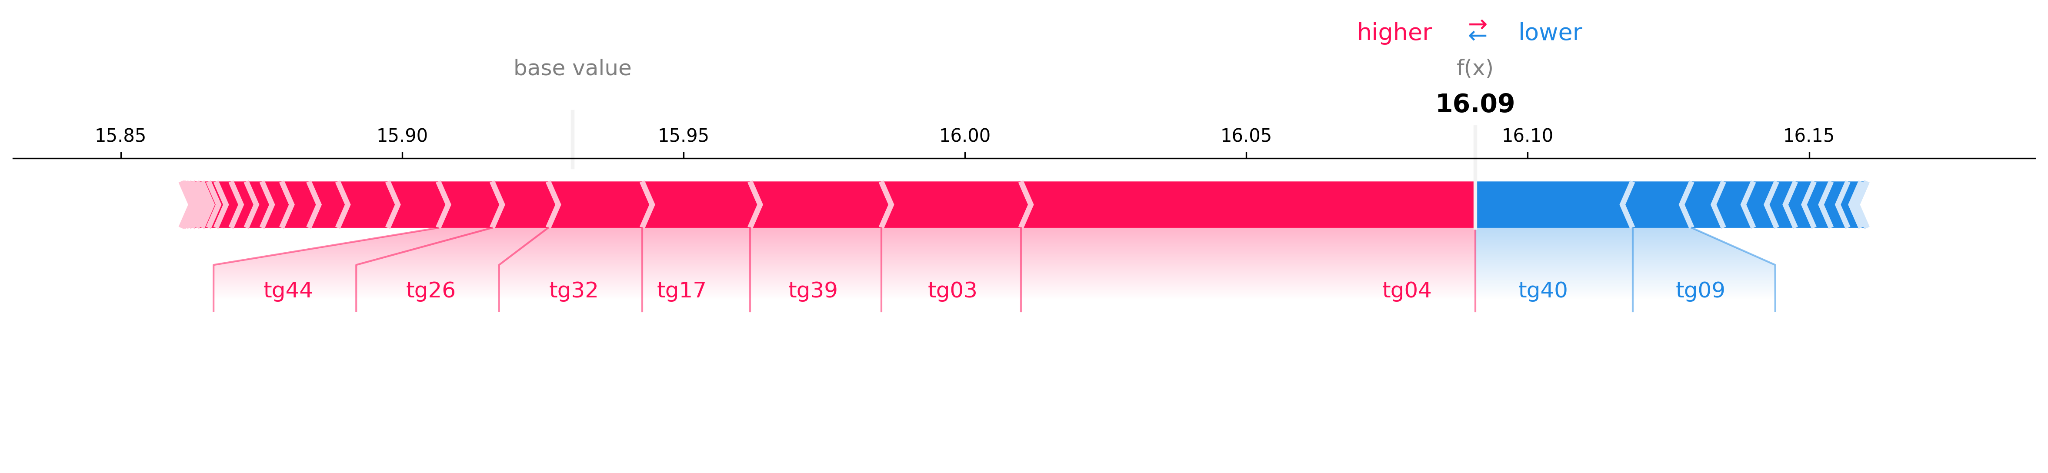 higher ⇄ lower
base value f(x)
16.09
15.85 15.90 15.95 16.00 16.05 16.10 16.15
tg44 tg26 tg32 tg17 tg39 tg03 tg04 tg40 tg09